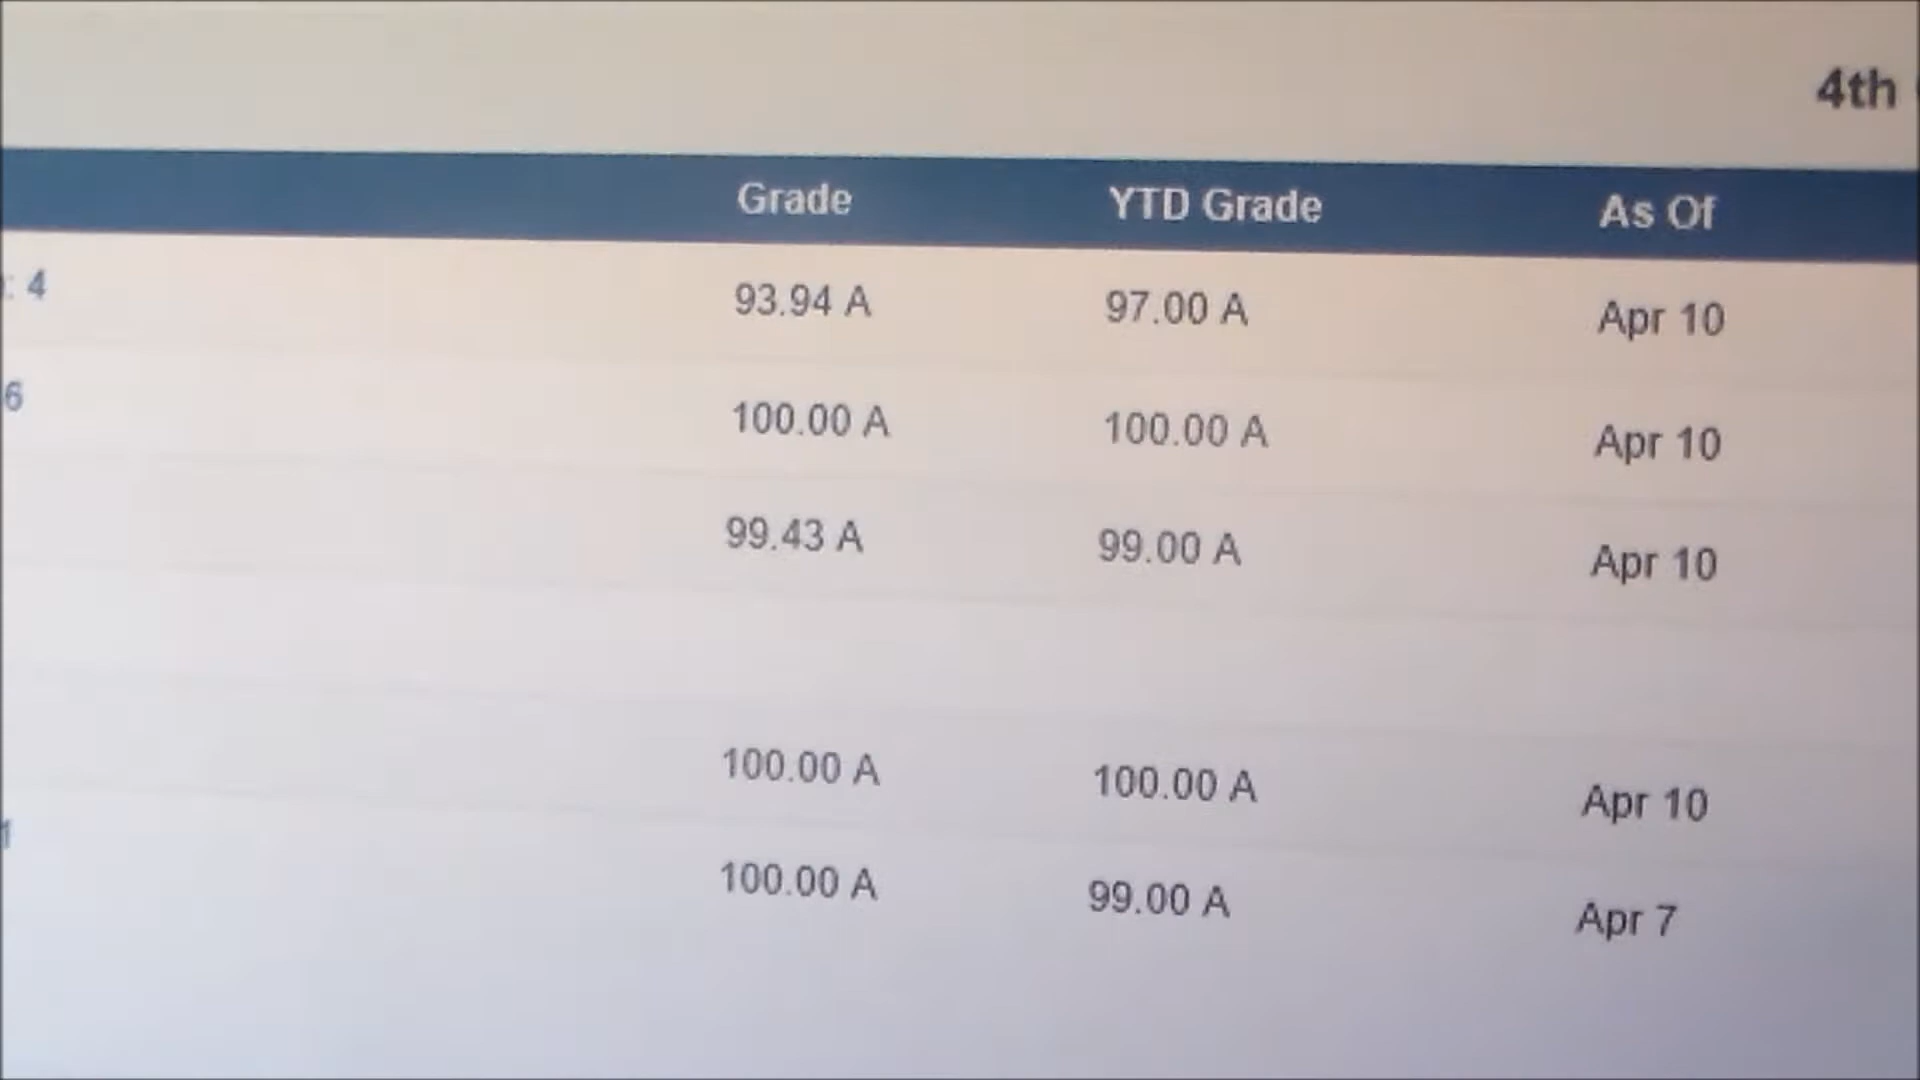 4th
Grade YTD Grade As Of
: 4 93.94 A 97.00 A Apr 10
6 100.00 A 100.00 A Apr 10
99.43 A 99.00 A Apr 10
100.00 A 100.00 A Apr 10
1 100.00 A 99.00 A Apr 7